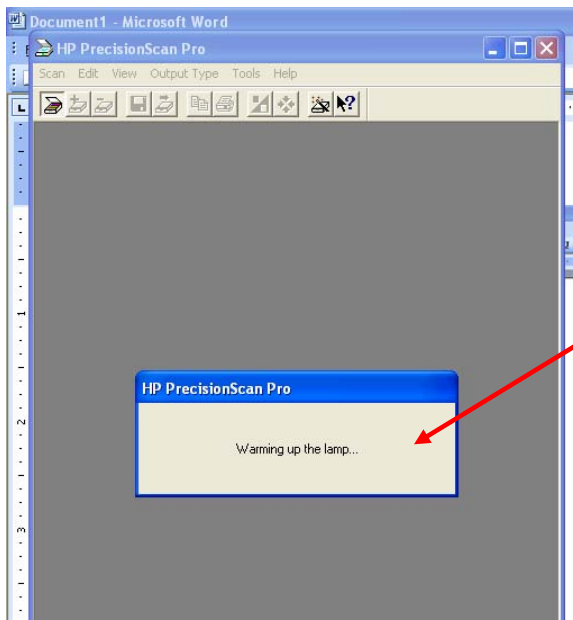 Document1 - Microsoft Word
HP PrecisionScan Pro
Scan Edit View Output Type Tools Help
HP PrecisionScan Pro
Warming up the lamp...
1
2
3